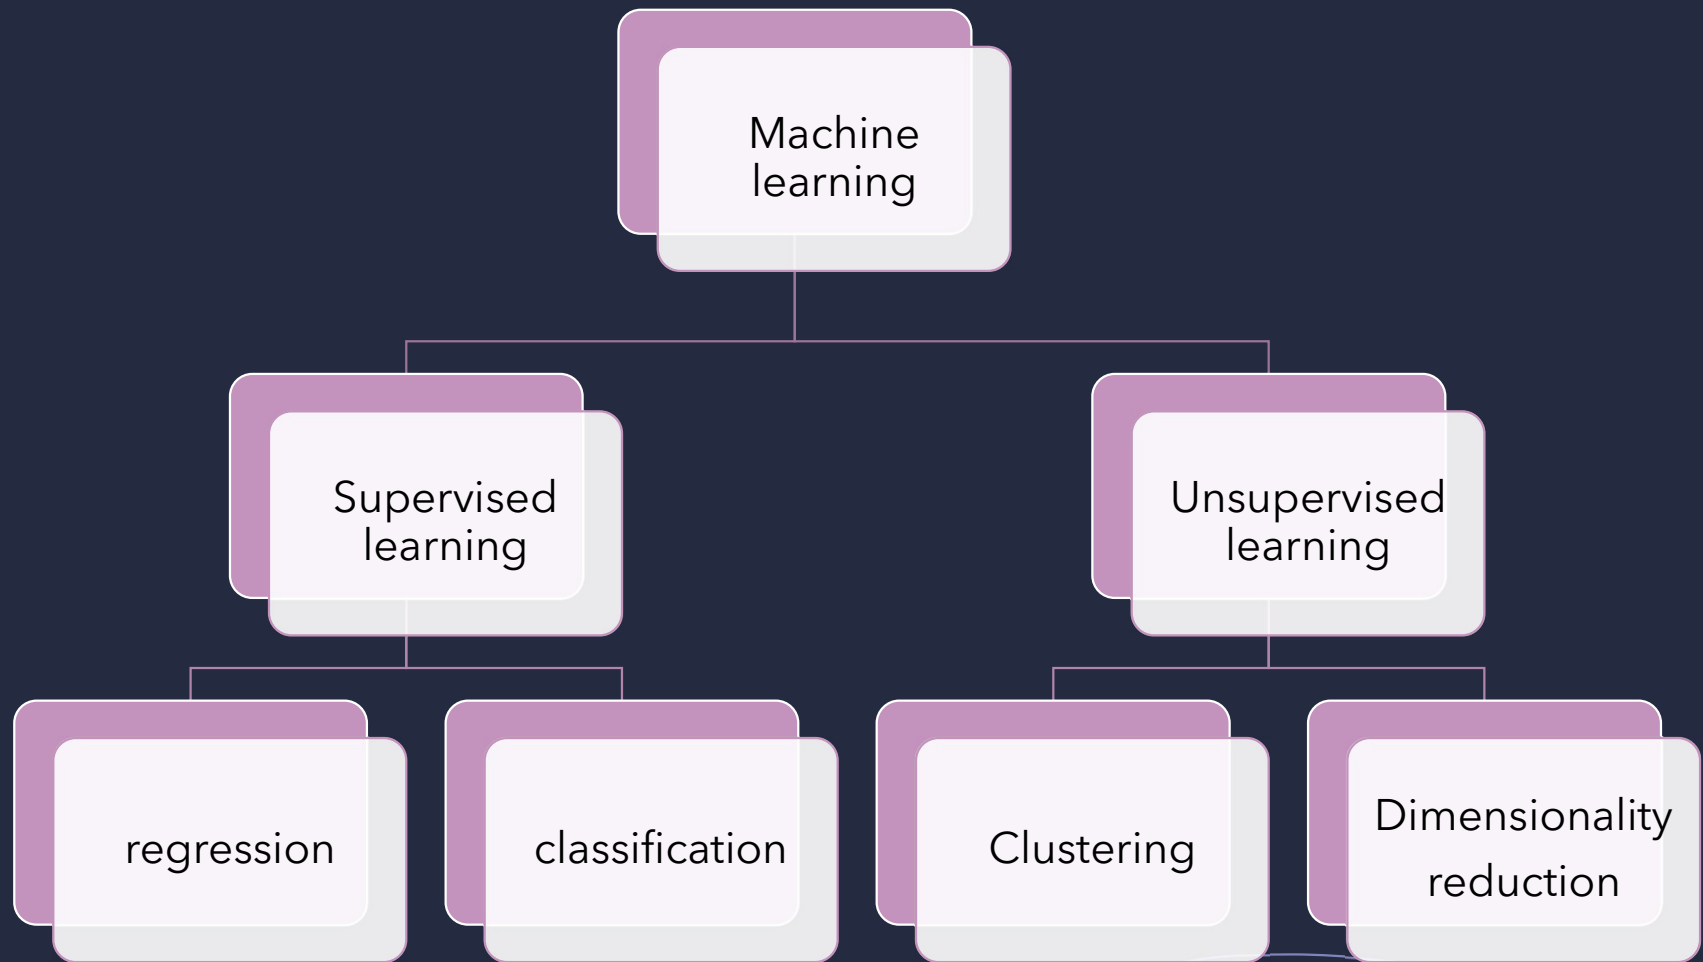 Machine
learning
Supervised
learning
Unsupervised
learning
regression
classification
Clustering
Dimensionality
reduction